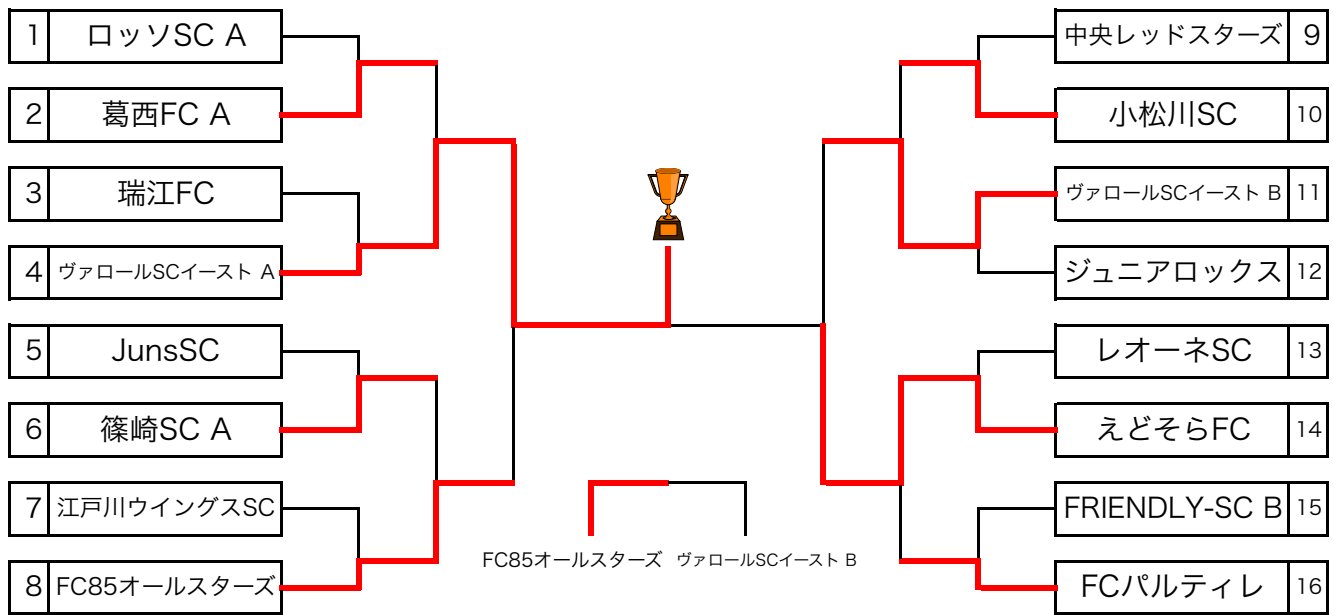 1 ロッソSC A
2 葛西FC A
3 瑞江FC
4 ヴァロールSCイースト A
5 JunsSC
6 篠崎SC A
7 江戸川ウイングスSC
8 FC85オールスターズ
中央レッドスターズ 9
小松川SC 10
ヴァロールSCイースト B 11
ジュニアロックス 12
レオーネSC 13
えどそらFC 14
FRIENDLY-SC B 15
FCパルティレ 16
FC85オールスターズ ヴァロールSCイースト B